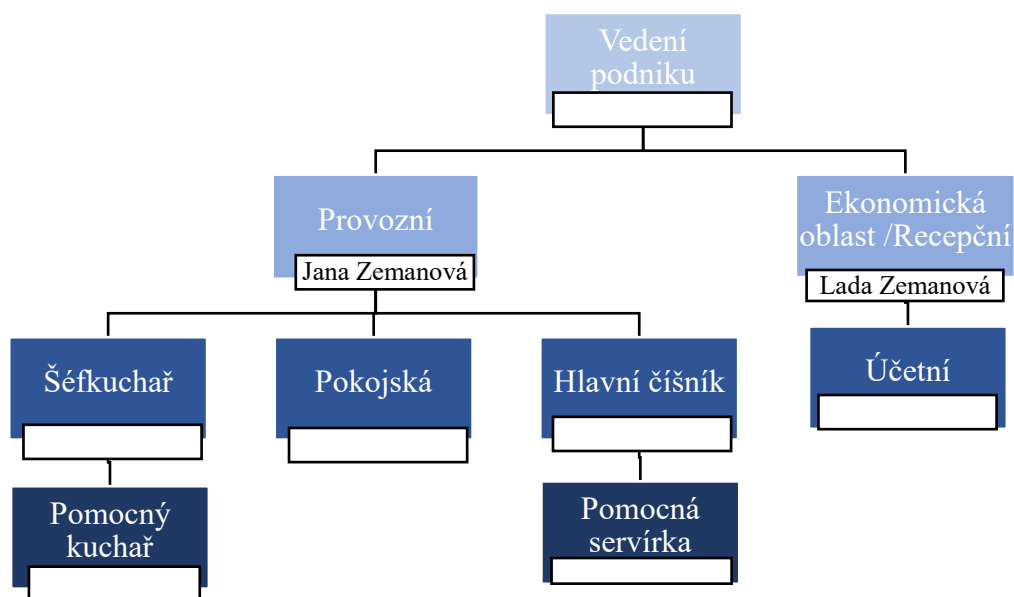 Vedení
podniku
Provozní
Jana Zemanová
Ekonomická
oblast /Recepční
Lada Zemanová
Šéfkuchař
Pokojská
Hlavní číšník
Účetní
Pomocný
kuchař
Pomocná
servírka